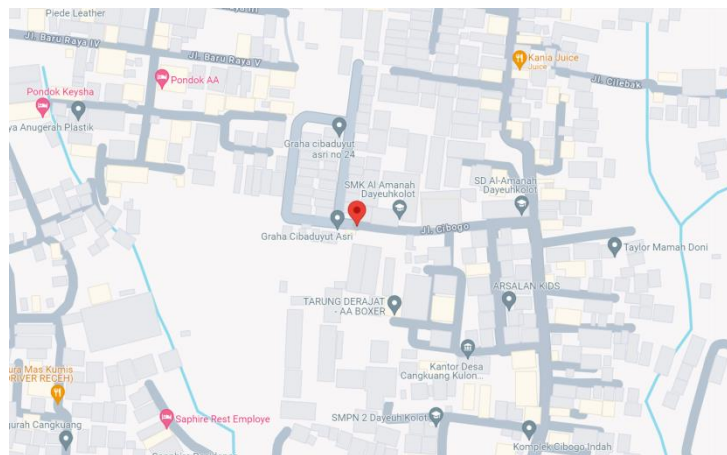 Piede Leather
Jl. Baru Raya IV
Jl. Baru Raya V
Pondok AA
Kania Juice
Juice
Jl. Cilebak
Pondok Keysha
ya Anugerah Plastik
Graha cibaduyut
asri no 24
SMK Al Amanah
Dayeuhkolot
SD Al-Amanah
Dayeuhkolot
Graha Cibaduyut Asri
Jl. Cibogo
Taylor Maman Doni
TARUNG DERAJAT
- AA BOXER
ARSALAN KIDS
Kantor Desa
Cangkuang Kulon...
ura Mas Kumis
DRIVER RECEH)
Saphire Rest Employe
SMPN 2 Dayeuh Kolot
gurah Cangkuang
Komplek Cibogo Indah